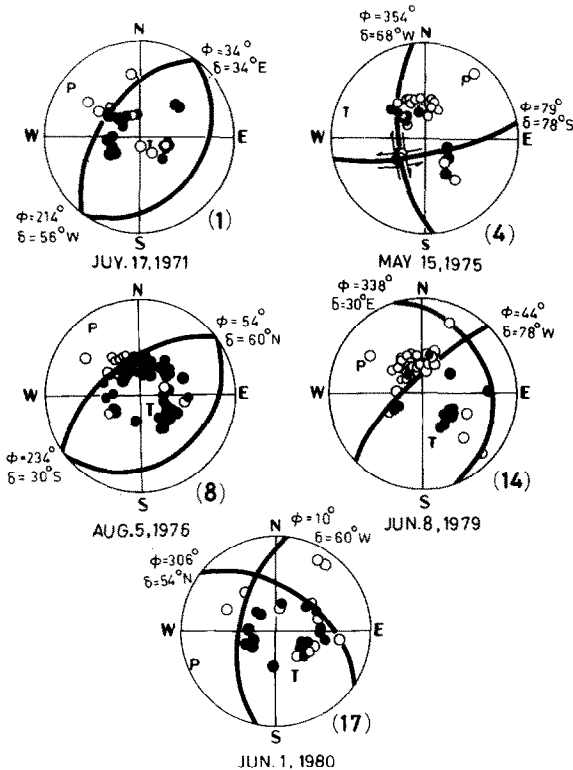 N
Φ=34°
δ=34°E
P
W
T
E
Φ=214°
δ=56°W
S
(1)
JUY.17,1971
Φ=354°
δ=68°W
P
T
Φ=79°
δ=78°S
W
E
N
S
(4)
MAY 15,1975
N
Φ=54°
δ=60°N
P
W
T
E
Φ=234°
δ=30°S
S
(8)
AUG.5,1976
Φ=338°
δ=30°E
N
Φ=44°
δ=78°W
P
W
E
T
S
(14)
JUN.8,1979
N
Φ=10°
δ=60°W
Φ=306°
δ=54°N
W
E
P
T
S
(17)
JUN.1,1980